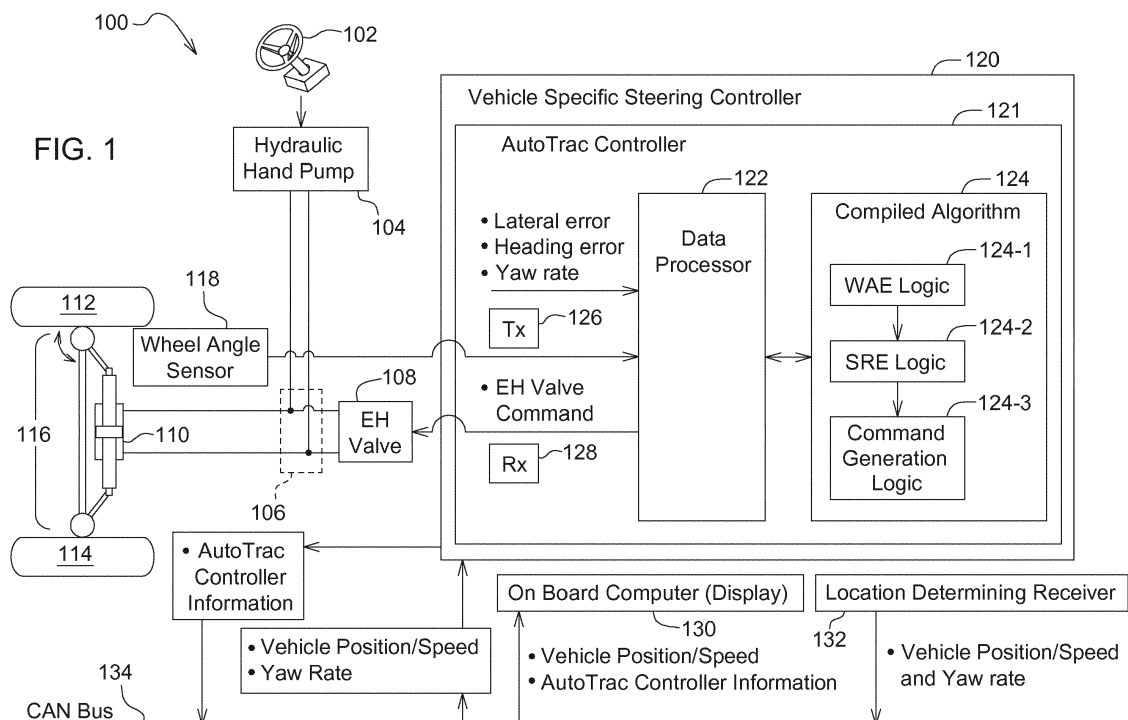 100
102
FIG. 1
Hydraulic
Hand Pump
104
120
Vehicle Specific Steering Controller
121
AutoTrac Controller
122
Data
Processor
124
Compiled Algorithm
124-1
WAE Logic
124-2
SRE Logic
124-3
Command
Generation
Logic
• Lateral error
• Heading error
• Yaw rate
Tx
126
• EH Valve
Command
Rx
128
118
Wheel Angle
Sensor
108
EH
Valve
112
116
110
106
114
• AutoTrac
Controller
Information
• Vehicle Position/Speed
• Yaw Rate
On Board Computer (Display)
130
• Vehicle Position/Speed
• AutoTrac Controller Information
Location Determining Receiver
132
• Vehicle Position/Speed
and Yaw rate
134
CAN Bus